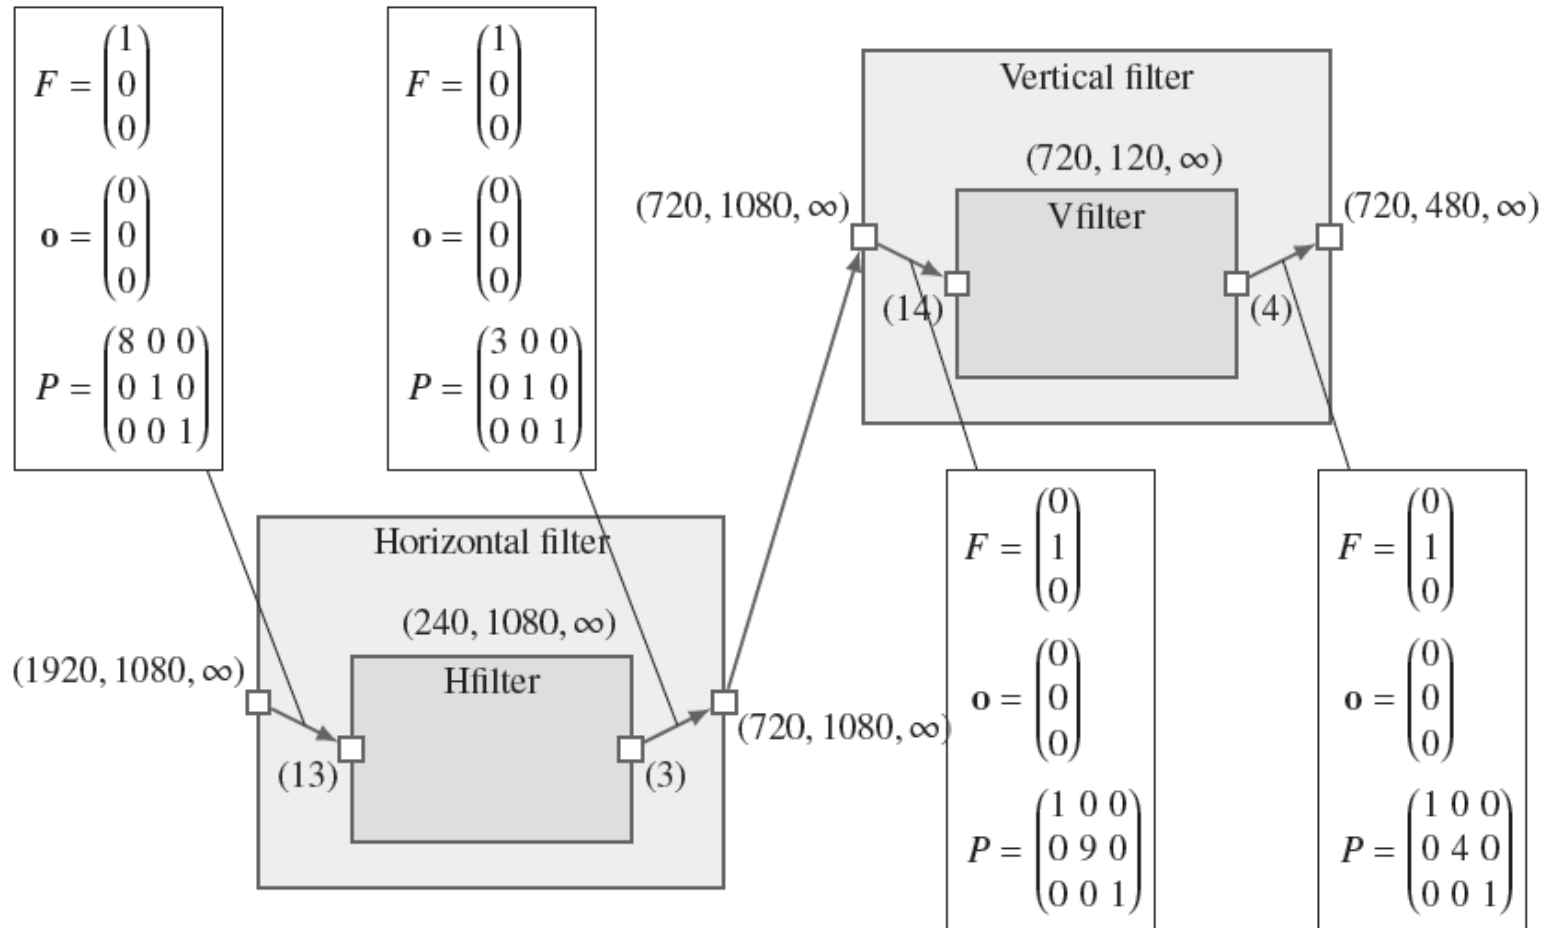 F = (1
0
0)
o = (0
0
0)
P = (8 0 0
0 1 0
0 0 1)
F = (1
0
0)
o = (0
0
0)
P = (3 0 0
0 1 0
0 0 1)
Vertical filter
(720, 120, ∞)
(720, 1080, ∞)
Vfilter
(720, 480, ∞)
(14)
(4)
Horizontal filter
(240, 1080, ∞)
(1920, 1080, ∞)
Hfilter
(720, 1080, ∞)
(13)
(3)
F = (0
1
0)
o = (0
0
0)
P = (1 0 0
0 9 0
0 0 1)
F = (0
1
0)
o = (0
0
0)
P = (1 0 0
0 4 0
0 0 1)